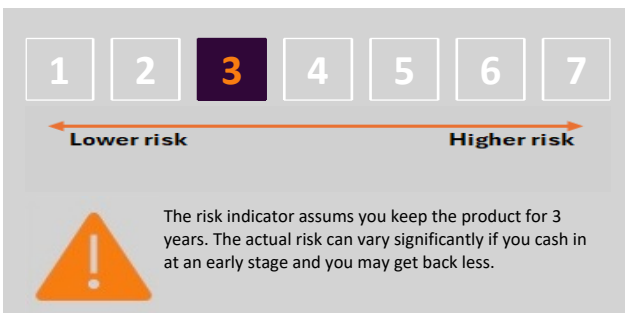 1 2 3 4 5 6 7
Lower risk Higher risk
The risk indicator assums you keep the product for 3
years. The actual risk can vary significantly if you cash in
at an early stage and you may get back less.